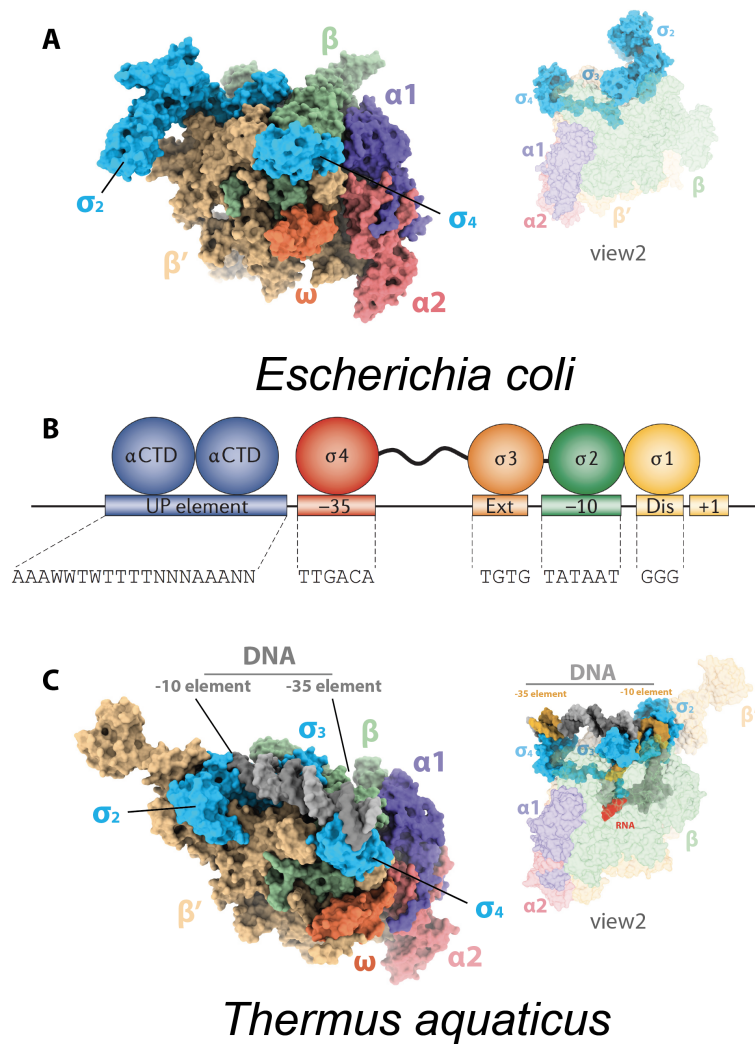 A
β
α1
σ2
σ4
β′
ω
α2
σ2
σ3
σ4
α1
β
α2
β′
view2
Escherichia coli
B
αCTD αCTD σ4 σ3 σ2 σ1
UP element −35 Ext −10 Dis +1
AAAWWTWTTTTNNNAAANN TTGACA TGTG TATAAT GGG
C
DNA
-10 element -35 element
σ3
β
α1
σ2
σ4
β′
ω
α2
DNA
-35 element -10 element
σ2
β
σ4
σ3
α1
RNA
β
α2
view2
Thermus aquaticus